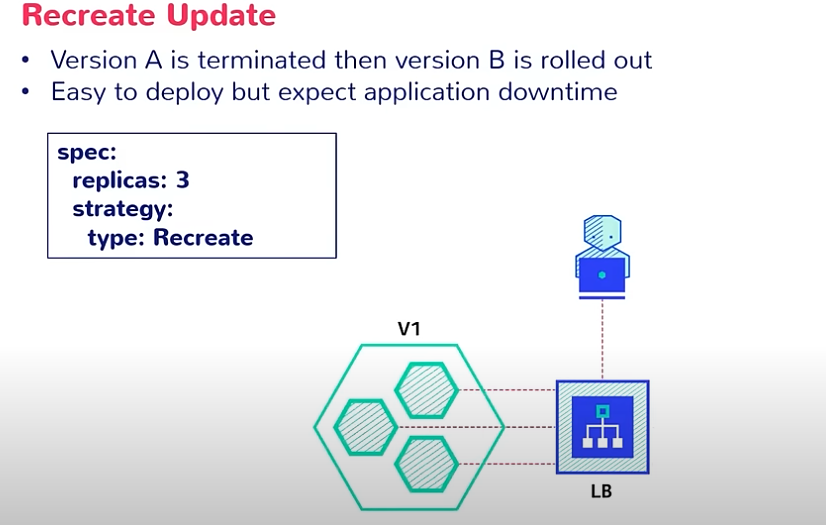 Recreate Update
• Version A is terminated then version B is rolled out
• Easy to deploy but expect application downtime
spec:
replicas: 3
strategy:
type: Recreate
V1
LB